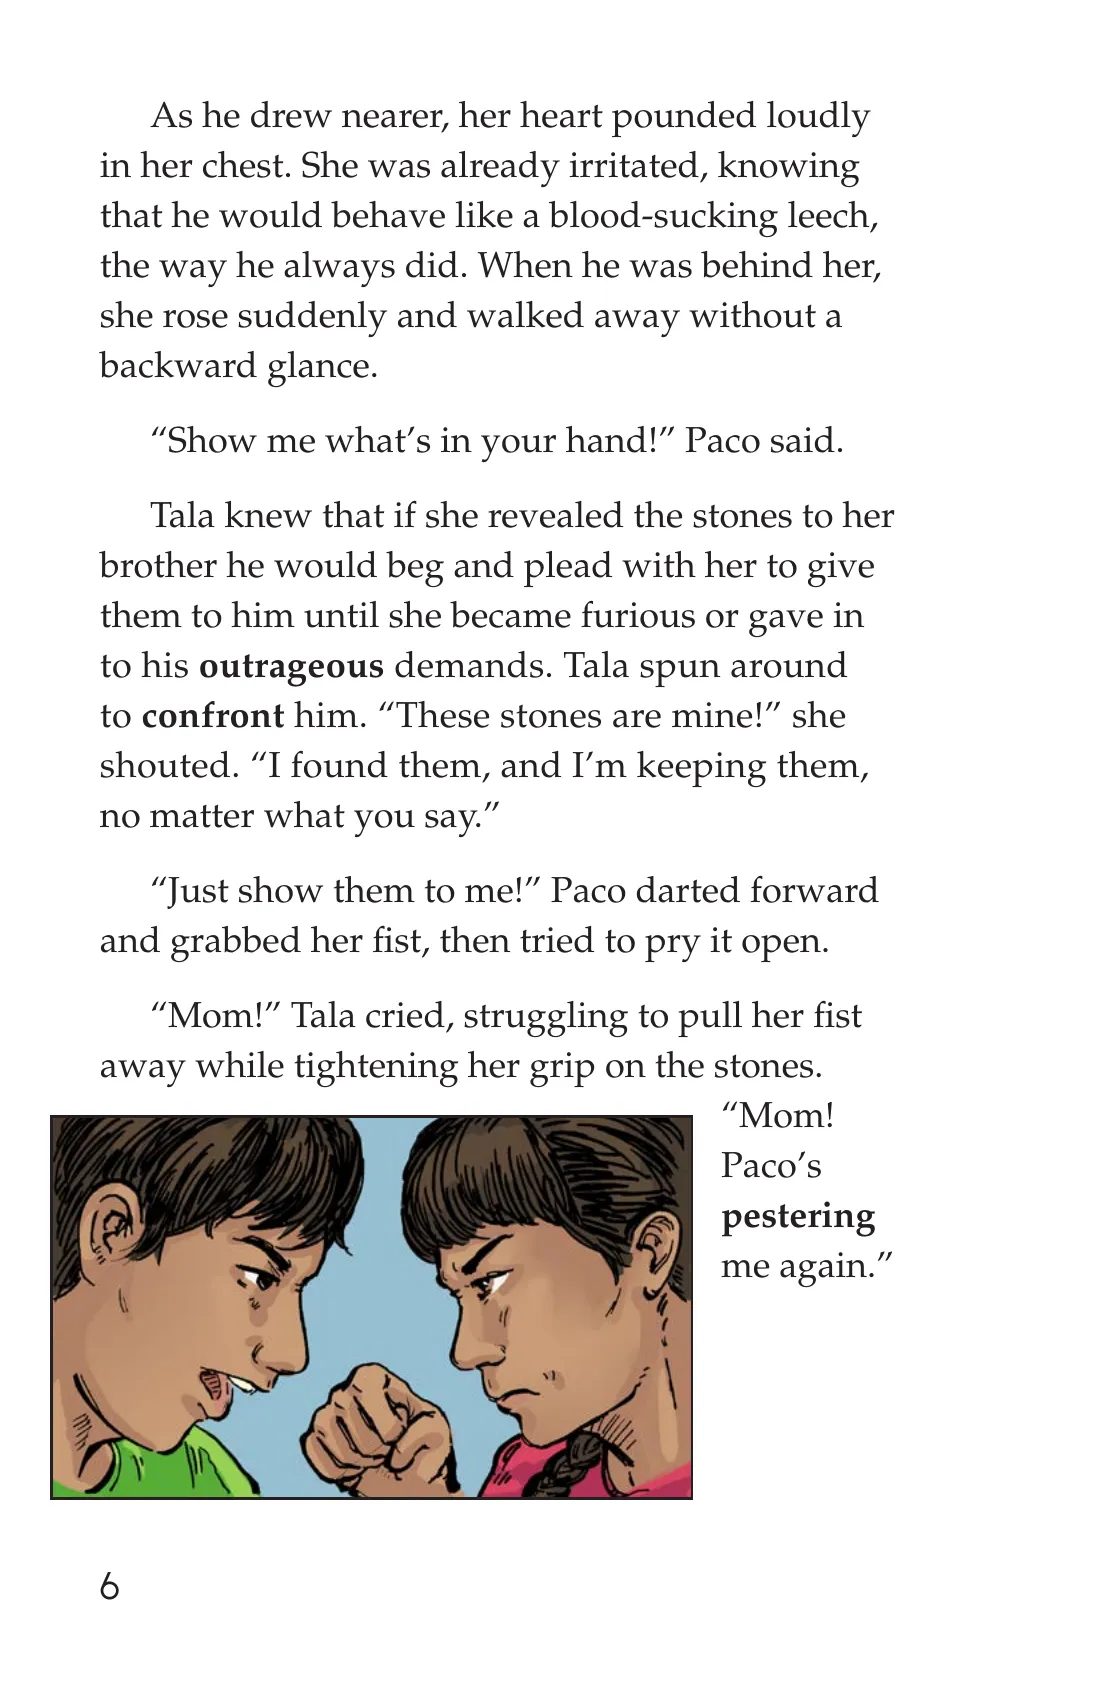 As he drew nearer, her heart pounded loudly
in her chest. She was already irritated, knowing
that he would behave like a blood-sucking leech,
the way he always did. When he was behind her,
she rose suddenly and walked away without a
backward glance.
“Show me what’s in your hand!” Paco said.
Tala knew that if she revealed the stones to her
brother he would beg and plead with her to give
them to him until she became furious or gave in
to his outrageous demands. Tala spun around
to confront him. “These stones are mine!” she
shouted. “I found them, and I’m keeping them,
no matter what you say.”
“Just show them to me!” Paco darted forward
and grabbed her fist, then tried to pry it open.
“Mom!” Tala cried, struggling to pull her fist
away while tightening her grip on the stones.
“Mom!
Paco’s
pestering
me again.”
6